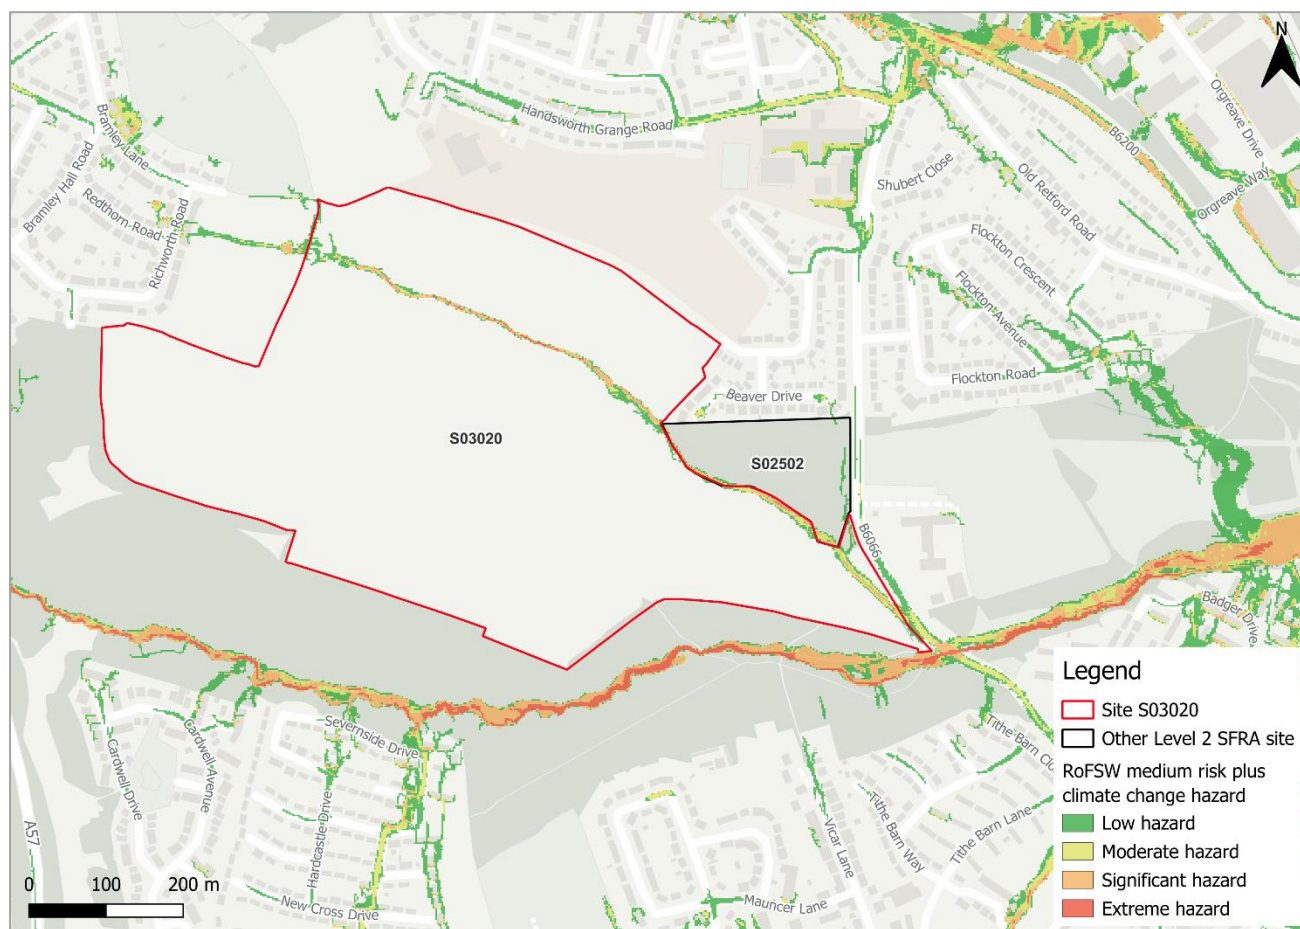 N
Handsworth Grange Road
Bramley Lane
Bramley Hall Road
Redthorn Road
Richworth Road
Orgreave Drive
B6200
Old Retford Road
Orgreave Way
Shubert Close
Flockton Crescent
Flockton Avenue
Flockton Road
Beaver Drive
S03020
S02502
B6066
Badger Drive
Severnside Drive
Cardwell Avenue
Cardwell Drive
Hardcastle Drive
New Cross Drive
A57
Vicar Lane
Tithe Barn Way
Tithe Barn Lane
Tithe Barn Clo
Mauncer Lane
0 100 200 m
Legend
Site S03020
Other Level 2 SFRA site
RoFSW medium risk plus
climate change hazard
Low hazard
Moderate hazard
Significant hazard
Extreme hazard